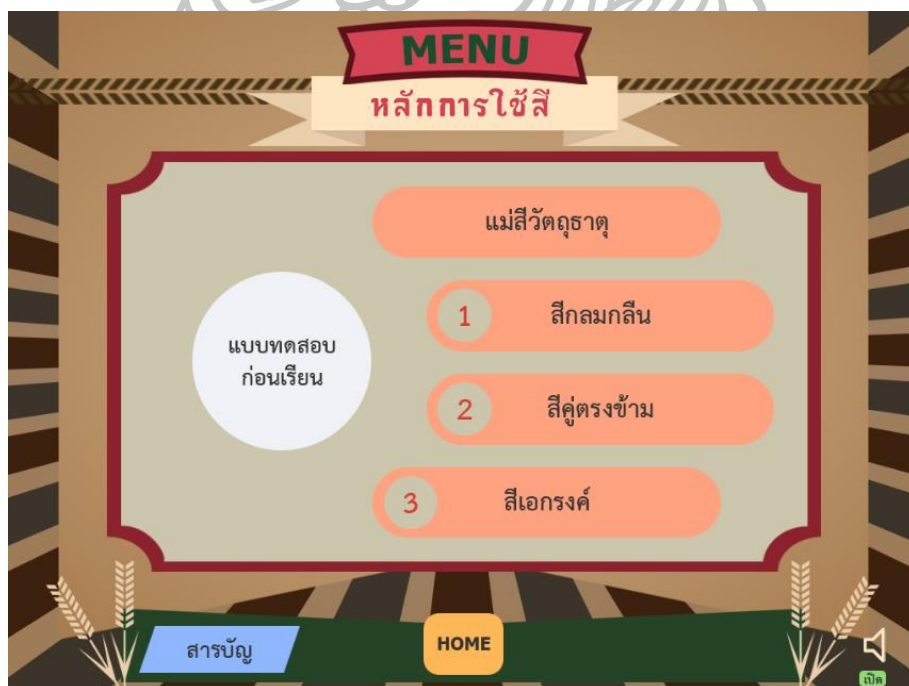 MENU
หลักการใช้สี
แม่สีวัตถุธาตุ
แบบทดสอบ
ก่อนเรียน
1 สีกลมกลืน
2 สีคู่ตรงข้าม
3 สีเอกรงค์
สารบัญ
HOME
เปิด